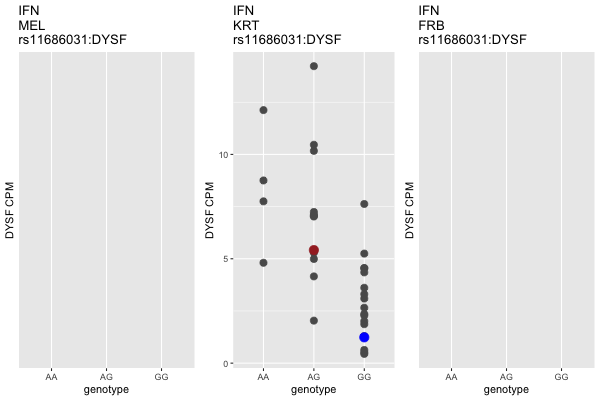 IFN
MEL
rs11686031:DYSF
DYSF CPM
AA AG GG
genotype
IFN
KRT
rs11686031:DYSF
DYSF CPM
10
5
0
AA AG GG
genotype
IFN
FRB
rs11686031:DYSF
DYSF CPM
AA AG GG
genotype